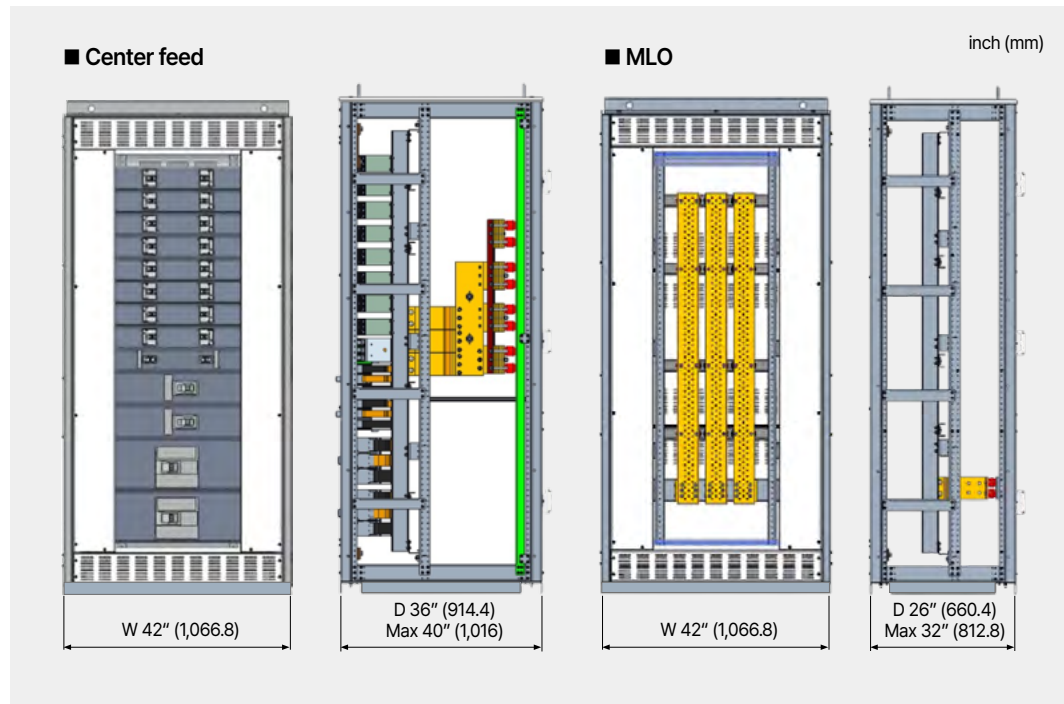 ■ Center feed
■ MLO
inch (mm)
W 42" (1,066.8)
D 36" (914.4)
Max 40" (1,016)
W 42" (1,066.8)
D 26" (660.4)
Max 32" (812.8)